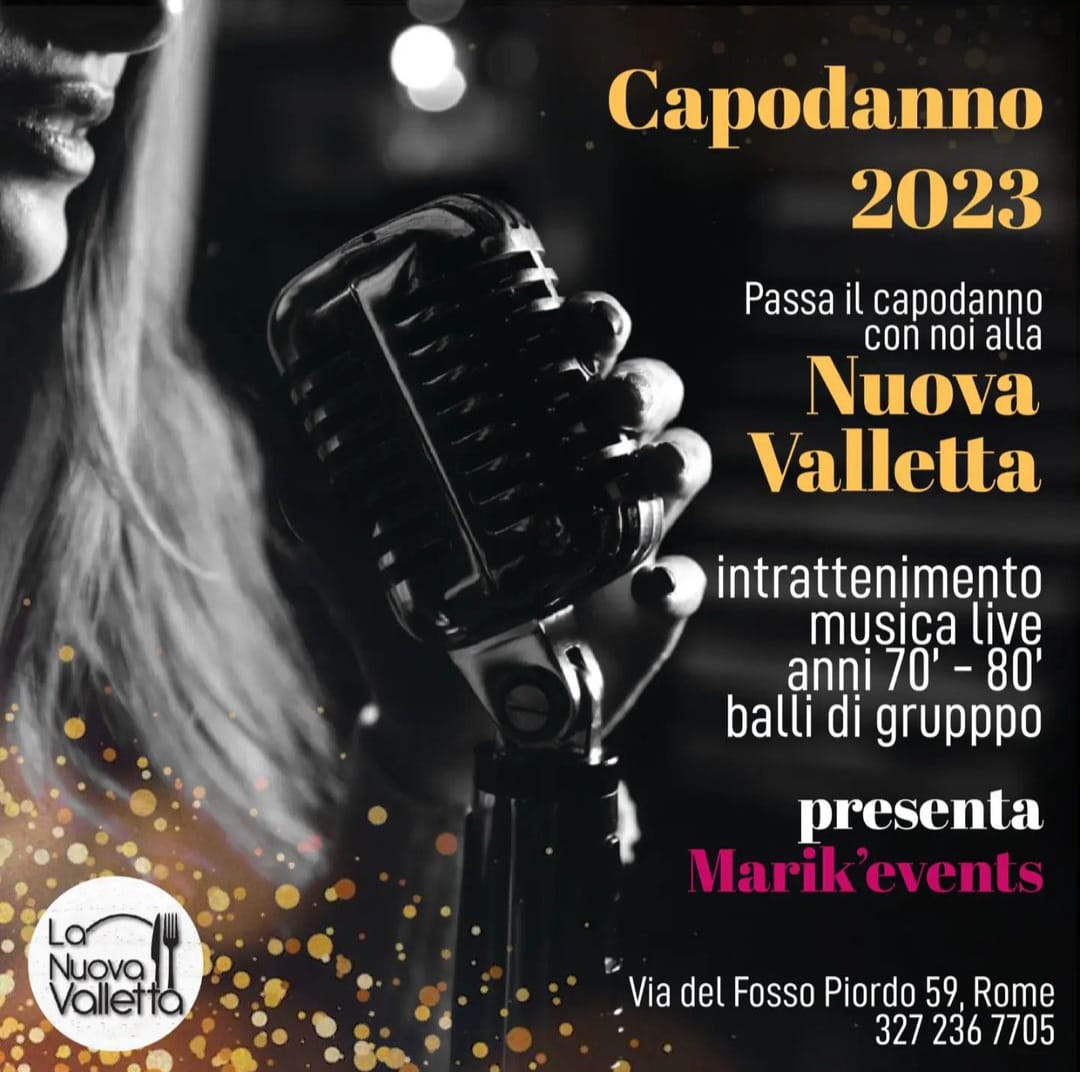 Capodanno
2023
Passa il capodanno
con noi alla
Nuova
Valletta
intrattenimento
musica live
anni 70' - 80'
balli di grupppo
presenta
Marik'events
La
Nuova
Valletta
Via del Fosso Piordo 59, Rome
327 236 7705